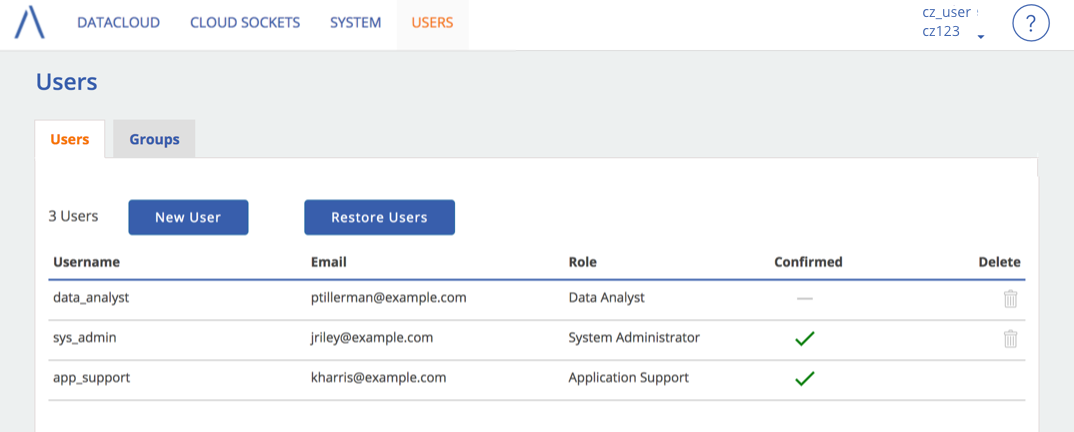 DATACLOUD CLOUD SOCKETS SYSTEM USERS
cz_user
cz123
?
Users
Users Groups
3 Users New User Restore Users
Username Email Role Confirmed Delete
data_analyst ptillerman@example.com Data Analyst —
sys_admin jriley@example.com System Administrator
app_support kharris@example.com Application Support